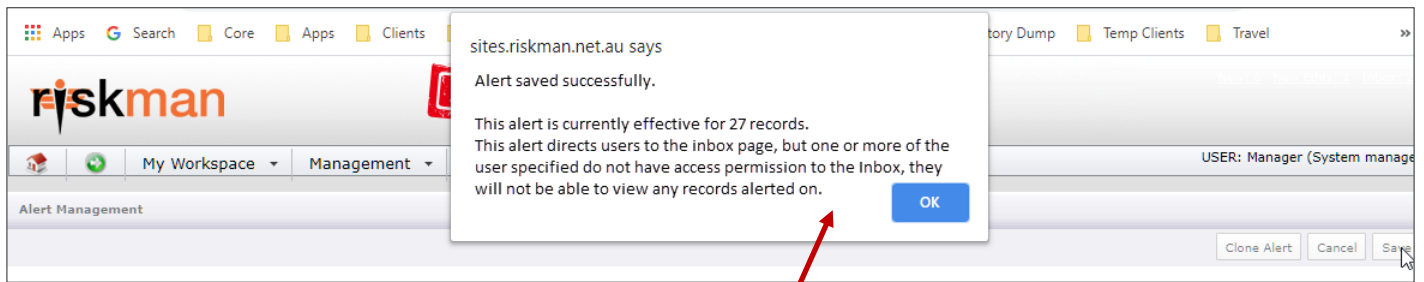 Apps Search Core Apps Clients tory Dump Temp Clients Travel »
sites.riskman.net.au says
Alert saved successfully.
riskman
This alert is currently effective for 27 records.
This alert directs users to the inbox page, but one or more of the
user specified do not have access permission to the Inbox, they
will not be able to view any records alerted on.
OK
My Workspace Management USER: Manager (System manage
Alert Management
Clone Alert Cancel Save